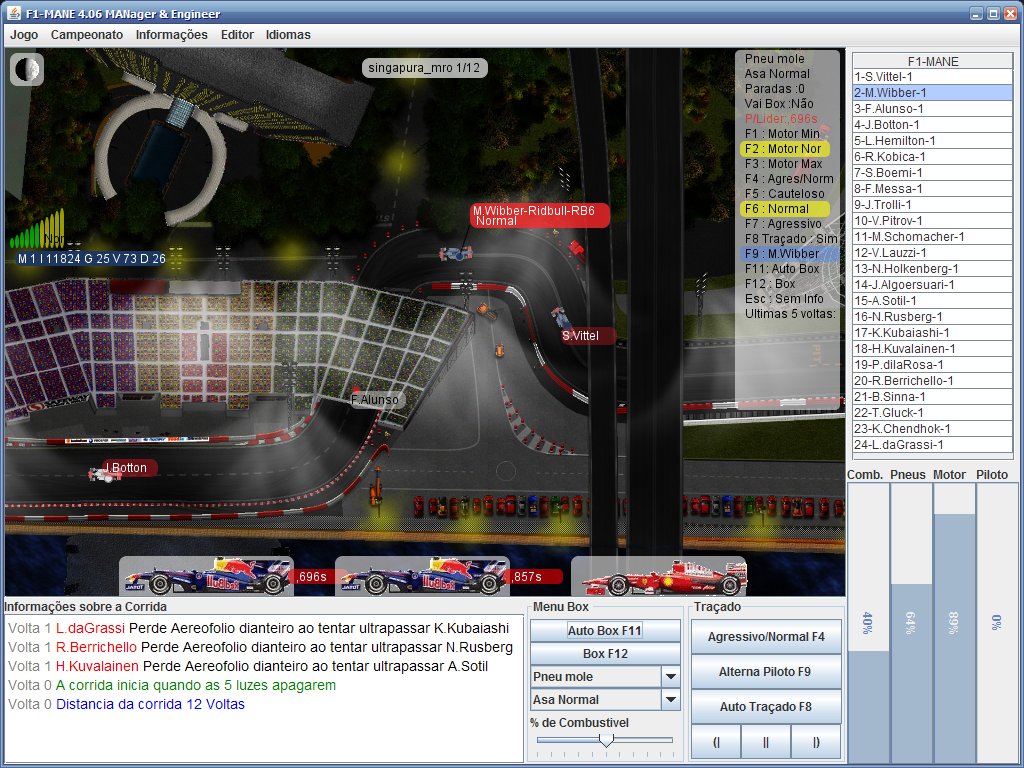 F1-MANE 4.06 MANager & Engineer
Jogo Campeonato Informações Editor Idiomas
singapura_mro 1/12
Pneu mole
Asa Normal
Paradas :0
Vai Box :Não
P/Lider:,696s
F1 : Motor Min
F2 : Motor Nor
F3 : Motor Max
F4 : Agres/Norm
F5 : Cauteloso
F6 : Normal
F7 : Agressivo
F8 Traçado : Sim
F9 : M.Wibber
F11: Auto Box
F12 : Box
Esc : Sem Info
Ultimas 5 voltas:
M.Wibber-Ridbull-RB6
Normal
M 1 I 11824 G 25 V 73 D 26
S.Vittel
F.Alunso
J.Botton
,696s
,857s
F1-MANE
1-S.Vittel-1
2-M.Wibber-1
3-F.Alunso-1
4-J.Botton-1
5-L.Hemilton-1
6-R.Kobica-1
7-S.Boemi-1
8-F.Messa-1
9-J.Trolli-1
10-V.Pitrov-1
11-M.Schomacher-1
12-V.Lauzzi-1
13-N.Holkenberg-1
14-J.Algoersuari-1
15-A.Sotil-1
16-N.Rusberg-1
17-K.Kubaiashi-1
18-H.Kuvalainen-1
19-P.dilaRosa-1
20-R.Berrichello-1
21-B.Sinna-1
22-T.Gluck-1
23-K.Chendhok-1
24-L.daGrassi-1
Comb. Pneus Motor Piloto
40% 64% 89% 0%
Informações sobre a Corrida
Volta 1 L.daGrassi Perde Aereofolio dianteiro ao tentar ultrapassar K.Kubaiashi
Volta 1 R.Berrichello Perde Aereofolio dianteiro ao tentar ultrapassar N.Rusberg
Volta 1 H.Kuvalainen Perde Aereofolio dianteiro ao tentar ultrapassar A.Sotil
Volta 0 A corrida inicia quando as 5 luzes apagarem
Volta 0 Distancia da corrida 12 Voltas
Menu Box
Auto Box F11
Box F12
Pneu mole
Asa Normal
% de Combustivel
Traçado
Agressivo/Normal F4
Alterna Piloto F9
Auto Traçado F8
(| || |)